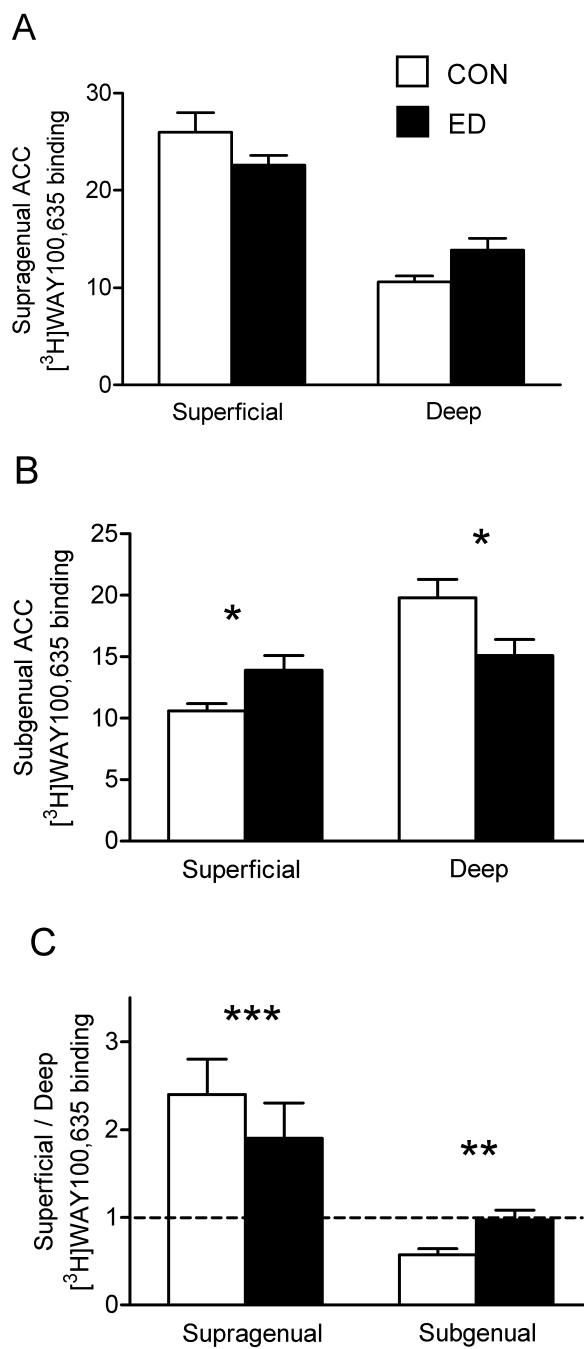 A
CON
ED
Supragenual ACC
[³H]WAY100,635 binding
30
20
10
0
Superficial
Deep
B
Subgenual ACC
[³H]WAY100,635 binding
25
20
15
10
5
0
*
*
Superficial
Deep
C
Superficial / Deep
[³H]WAY100,635 binding
3
2
1
0
***
**
Supragenual
Subgenual